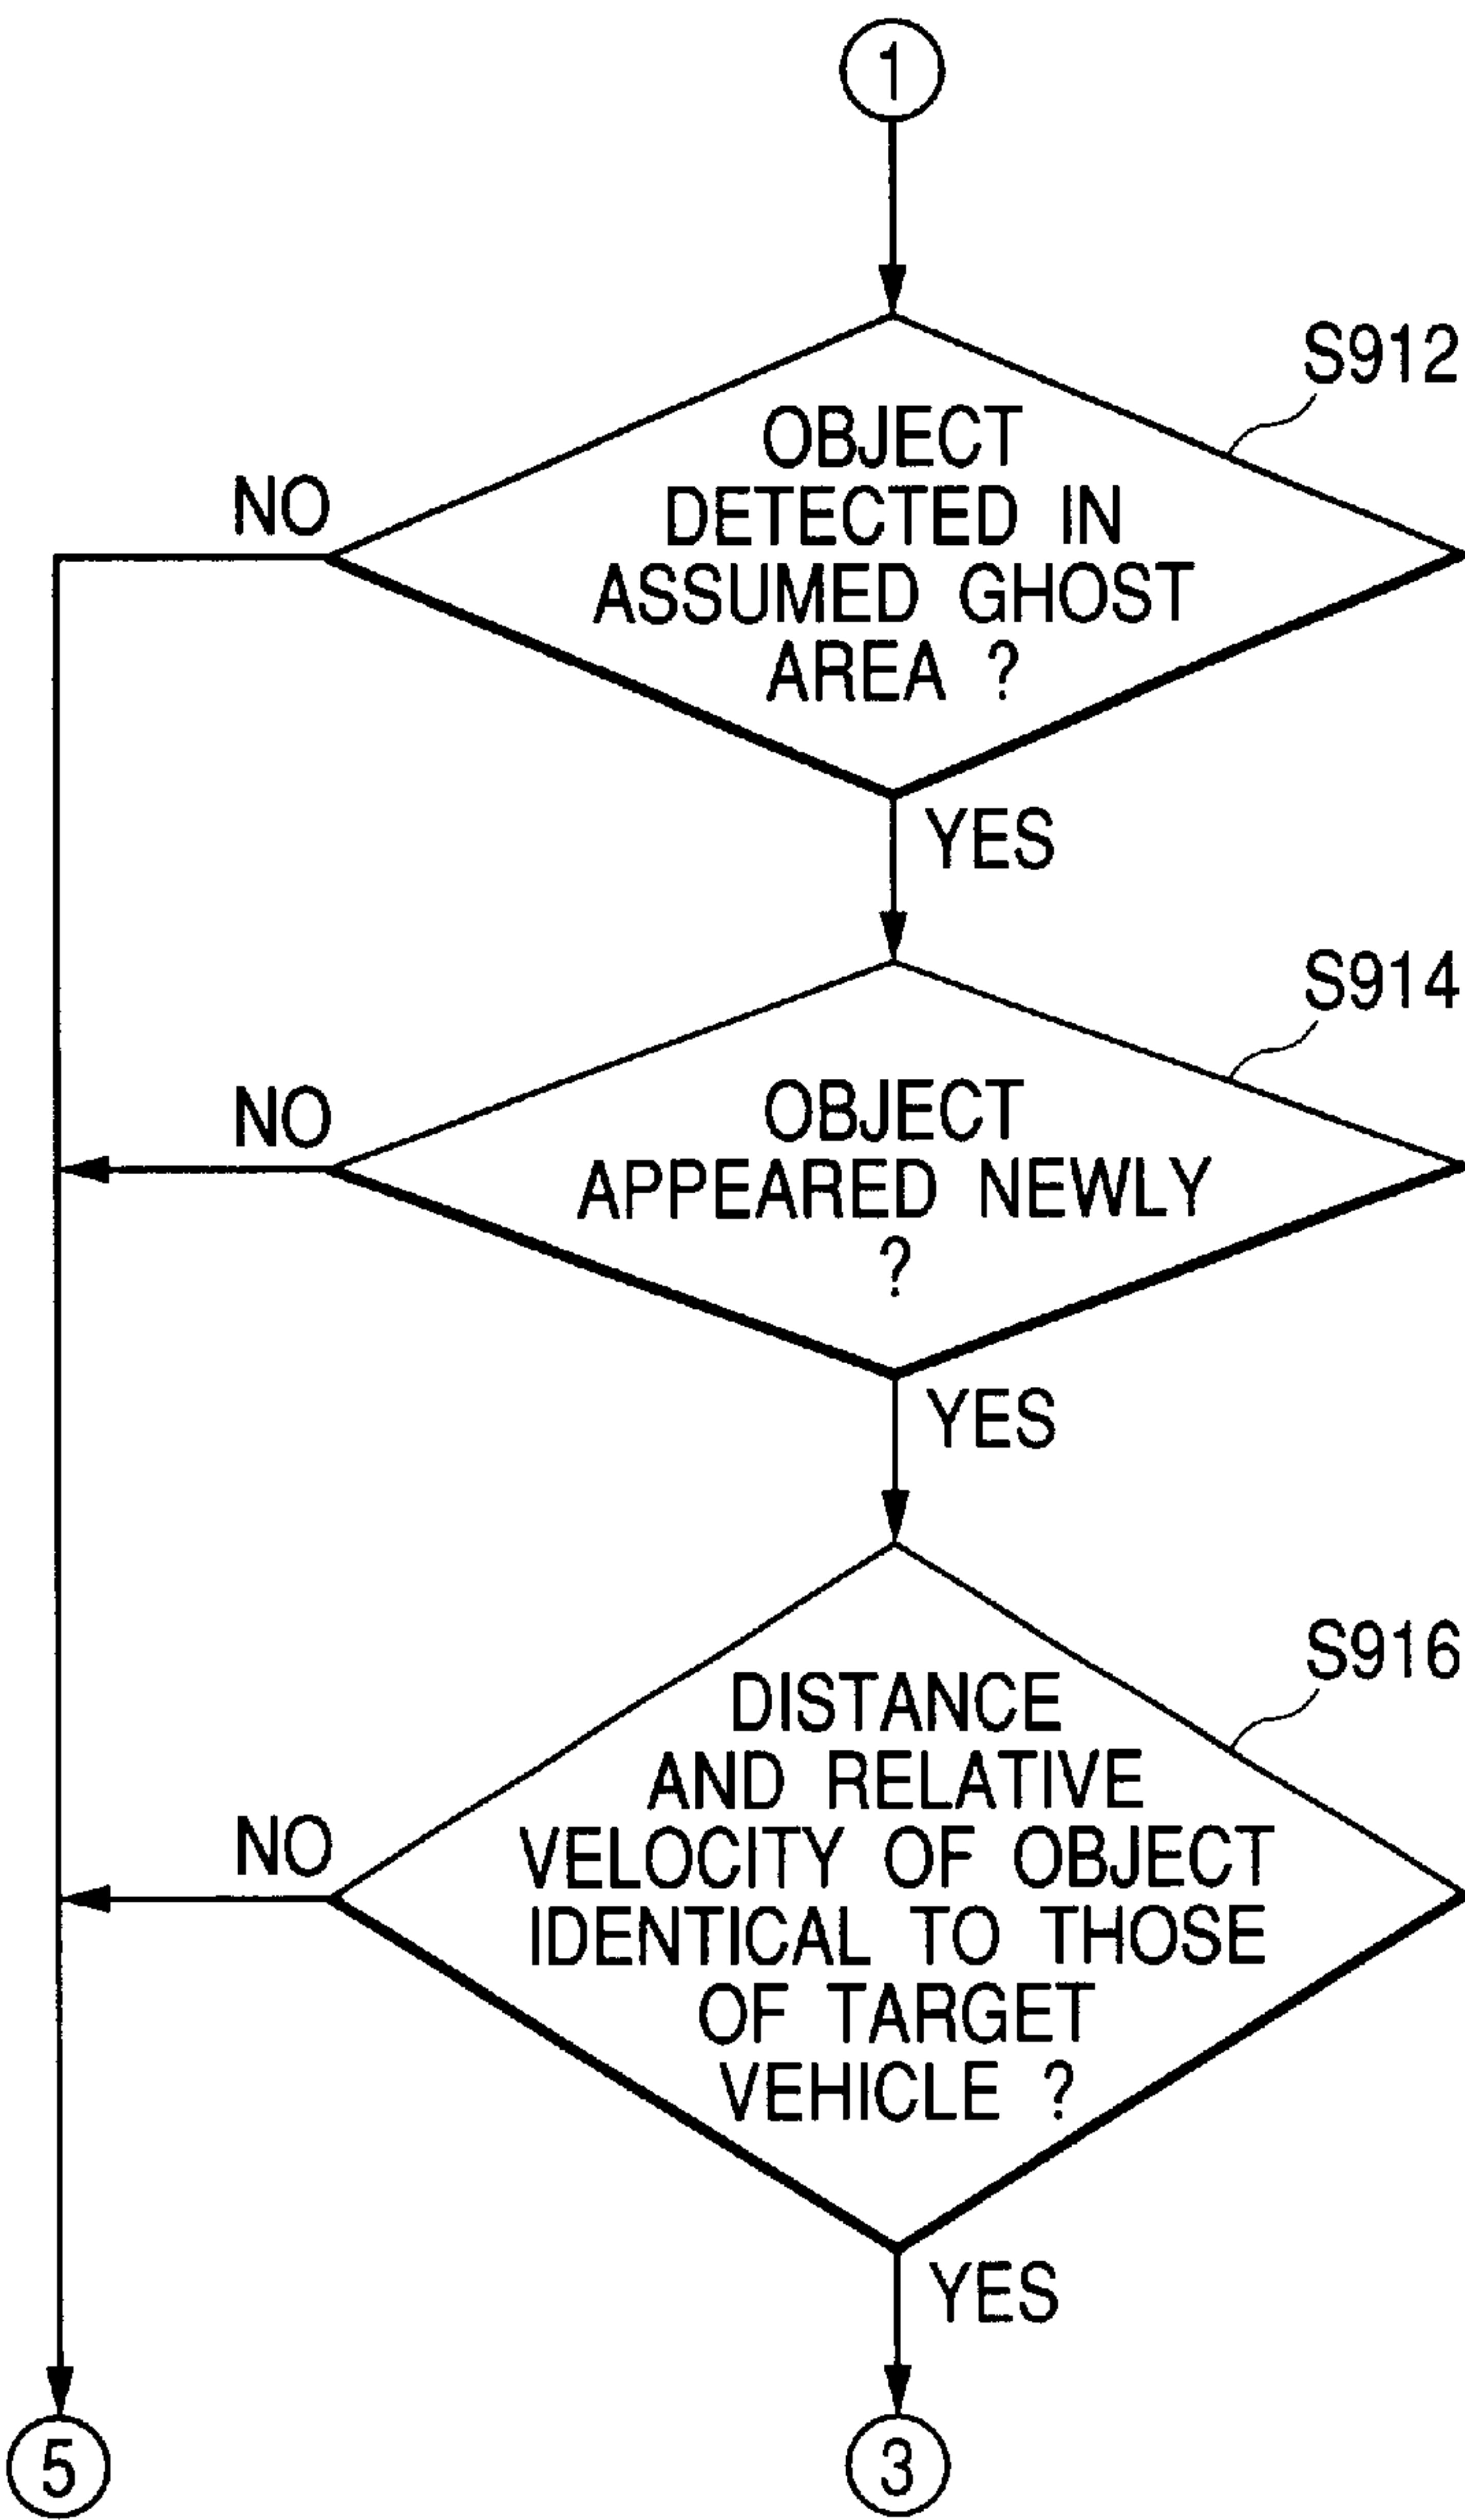 1
S912
OBJECT
DETECTED IN
ASSUMED GHOST
AREA ?
NO
YES
S914
OBJECT
APPEARED NEWLY
?
NO
YES
S916
DISTANCE
AND RELATIVE
VELOCITY OF OBJECT
IDENTICAL TO THOSE
OF TARGET
VEHICLE ?
NO
YES
5
3